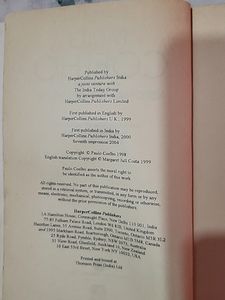 Published by
HarperCollins Publishers India
a joint venture with
The India Today Group
by arrangement with
HarperCollins Publishers Limited
First published in English by
HarperCollins Publishers U.K., 1999
First published in India, 2000
Seventh impression 2004
Copyright © Paulo Coelho 1998
English translation Copyright © Margaret Jull Costa 1999
Paulo Coelho asserts the moral right to
be identified as the author of this work
All rights reserved. No part of this publication may be reproduced,
stored in a retrieval system, or transmitted, in any form or by any
means, electronic, mechanical, photocopying, recording or otherwise,
without the prior permission of the publishers.
HarperCollins Publishers
1A Hamilton House, Connaught Place, New Delhi 110 001, India
77-85 Fulham Palace Road, London W6 8JB, United Kingdom
Hazelton Lanes, 55 Avenue Road, Suite 2900, Toronto, Ontario M5R 3L2
and 1995 Markham Road, Scarborough, Ontario M1B 5M8, Canada
25 Ryde Road, Pymble, Sydney, NSW 2073, Australia
31 View Road, Glenfield, Auckland 10, New Zealand
10 East 53rd Street, New York NY 10022, USA
Printed and bound at
Thomson Press (India) Ltd